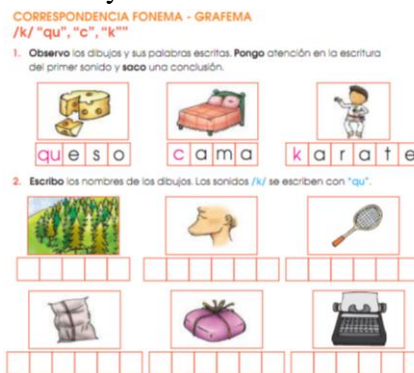 CORRESPONDENCIA FONEMA - GRAFEMA
/k/ "qu", "c", "k""
1. Observo los dibujos y sus palabras escritas. Pongo atención en la escritura
del primer sonido y saco una conclusión.
queso cama karate
2. Escribo los nombres de los dibujos. Los sonidos /k/ se escriben con "qu".